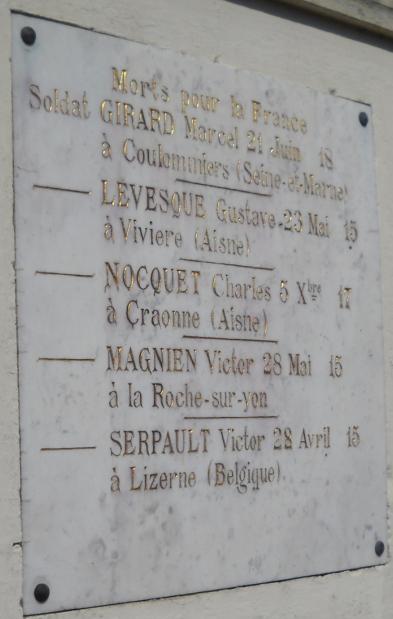 Morts pour la France
Soldat GIRARD Marcel 21 Juin 18
à Coulommiers (Seine-et-Marne)
— LEVESQUE Gustave-23 Mai 15
à Viviere (Aisne)
— NOCQUET Charles 5 Xbre 17
à Craonne (Aisne)
— MAGNIEN Victor 28 Mai 15
à la Roche-sur-yon
— SERPAULT Victor 28 Avril 15
à Lizerne (Belgique)